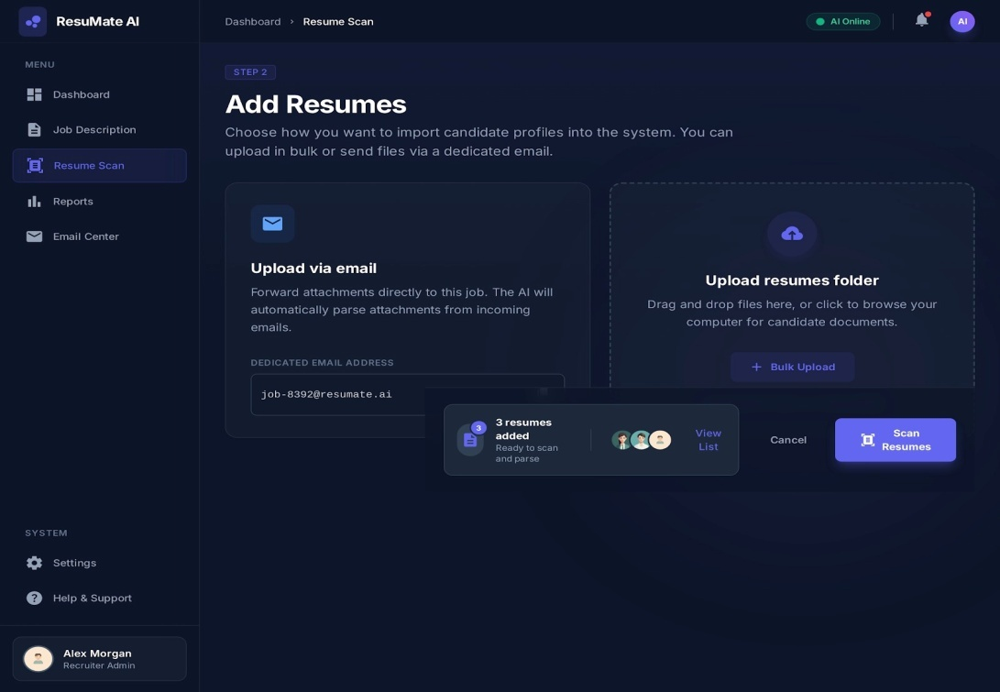 ResuMate AI
MENU
Dashboard
Job Description
Resume Scan
Reports
Email Center
SYSTEM
Settings
Help & Support
Alex Morgan
Recruiter Admin
Dashboard › Resume Scan
AI Online
AI
STEP 2
Add Resumes
Choose how you want to import candidate profiles into the system. You can
upload in bulk or send files via a dedicated email.
Upload via email
Forward attachments directly to this job. The AI will
automatically parse attachments from incoming
emails.
DEDICATED EMAIL ADDRESS
job-8392@resumate.ai
Upload resumes folder
Drag and drop files here, or click to browse your
computer for candidate documents.
+ Bulk Upload
3
3 resumes
added
Ready to scan
and parse
View
List
Cancel
Scan
Resumes